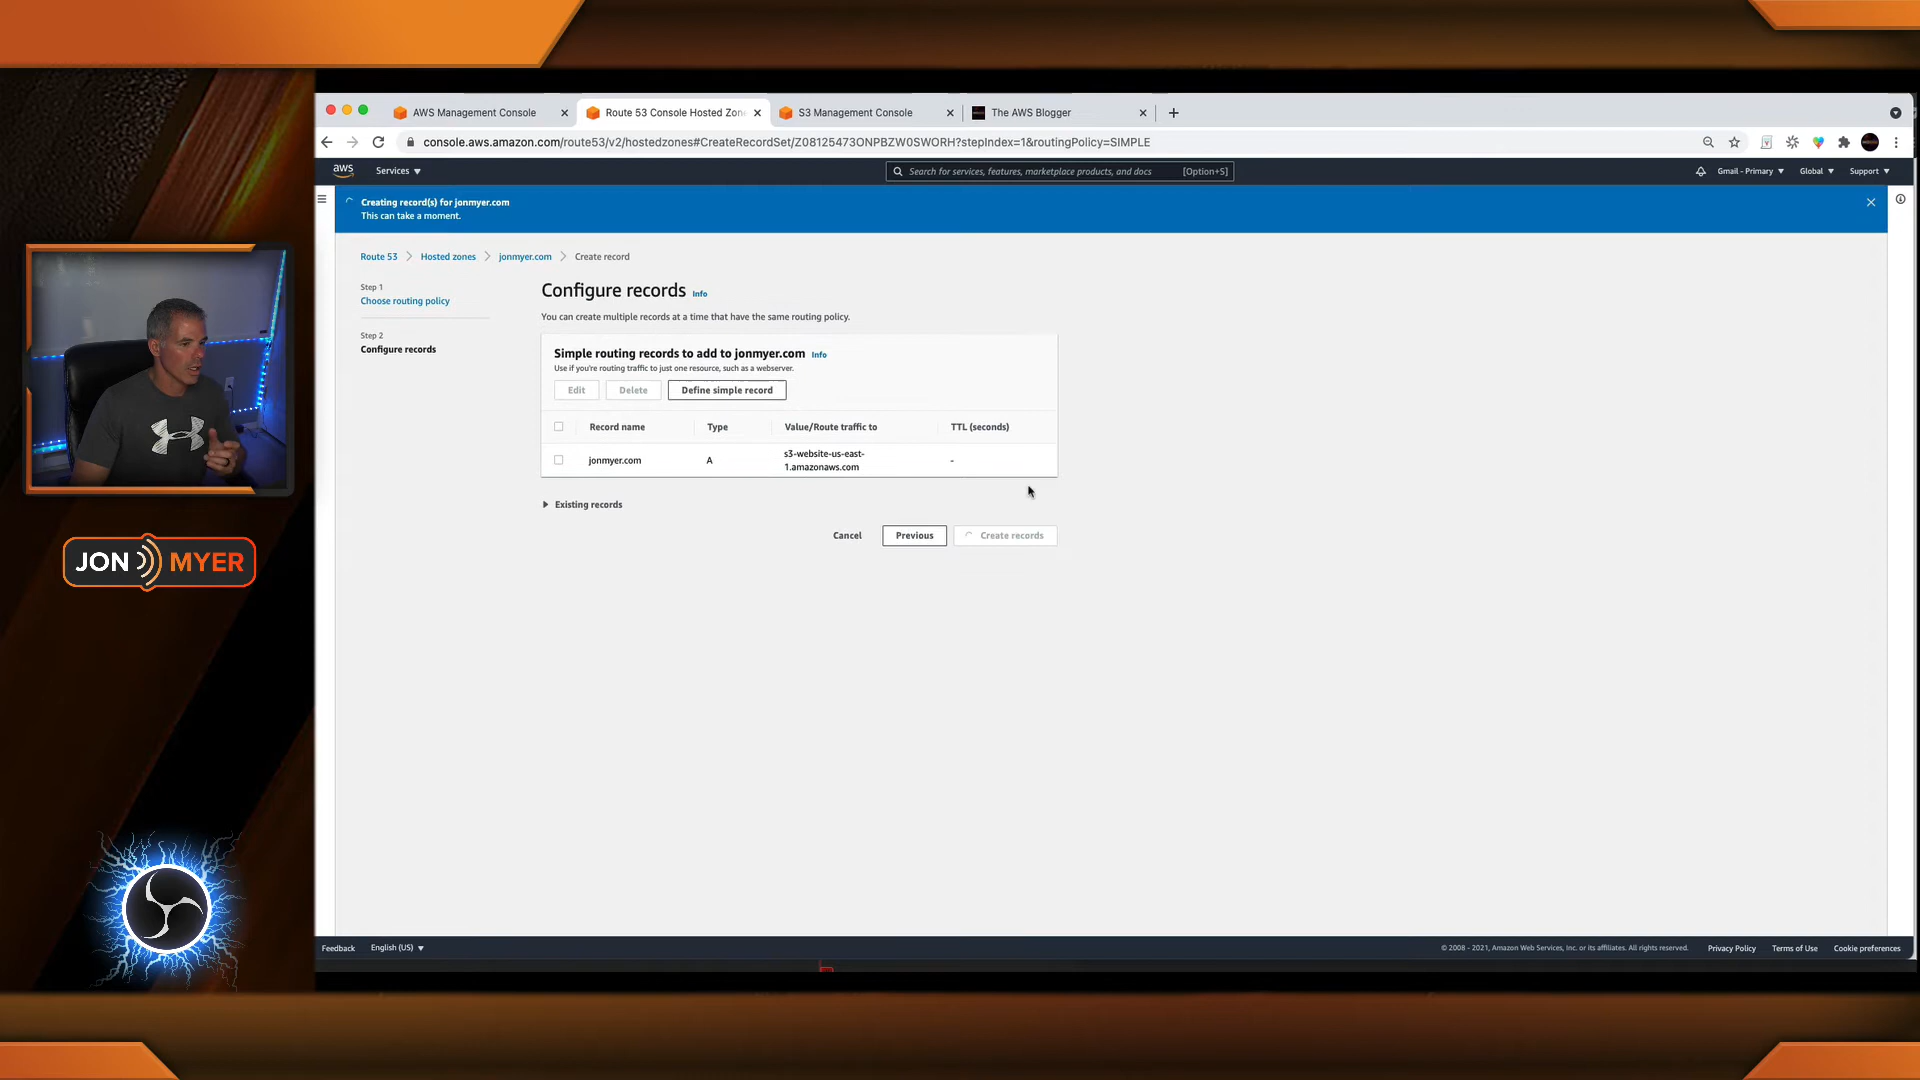 AWS Management Console
Route 53 Console Hosted Zon
S3 Management Console
The AWS Blogger
console.aws.amazon.com/route53/v2/hostedzones#CreateRecordSet/Z08125473ONPBZW0SWORH?stepIndex=1&routingPolicy=SIMPLE
aws
Services
Search for services, features, marketplace products, and docs
[Option+S]
Gmail - Primary
Global
Support
Creating record(s) for jonmyer.com
This can take a moment.
Route 53
Hosted zones
jonmyer.com
Create record
Step 1
Choose routing policy
Step 2
Configure records
Configure records Info
You can create multiple records at a time that have the same routing policy.
Simple routing records to add to jonmyer.com Info
Use if you're routing traffic to just one resource, such as a webserver.
Edit
Delete
Define simple record
Record name
Type
Value/Route traffic to
TTL (seconds)
jonmyer.com
A
s3-website-us-east-
1.amazonaws.com
-
Existing records
Cancel
Previous
Create records
JON MYER
Feedback
English (US)
© 2008 - 2021, Amazon Web Services, Inc. or its affiliates. All rights reserved.
Privacy Policy
Terms of Use
Cookie preferences